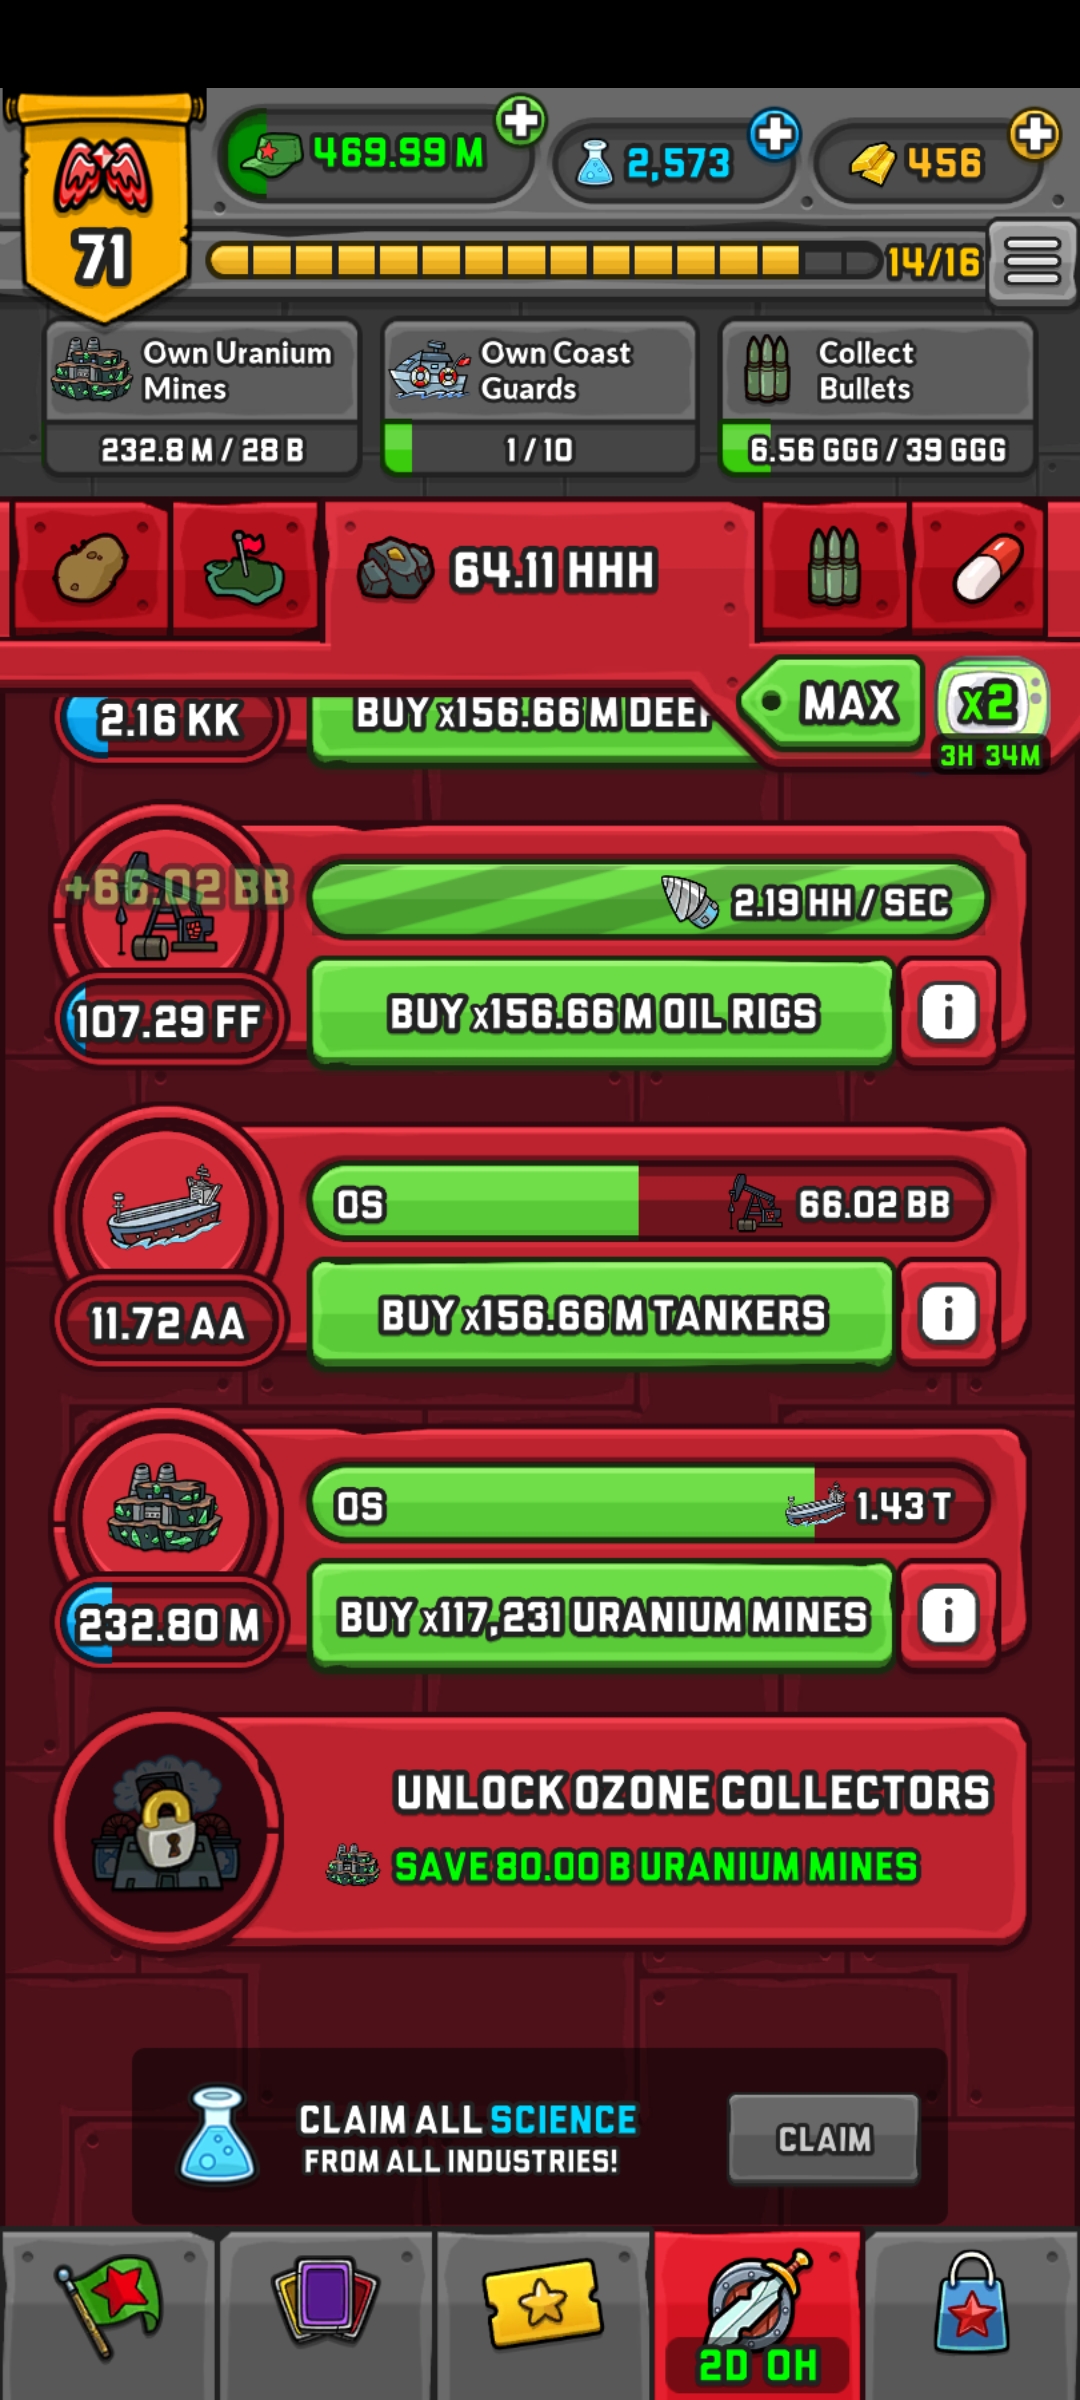 469.99 M
2,573
456
71
14/16
Own Uranium
Mines
232.8 M / 28 B
Own Coast
Guards
1 / 10
Collect
Bullets
6.56 GGG / 39 GGG
64.11 HHH
MAX
x2
3H 34M
2.16 KK
BUY x156.66 M DEEP
+66.02 BB
2.19 HH / SEC
107.29 FF
BUY x156.66 M OIL RIGS
i
0S
66.02 BB
11.72 AA
BUY x156.66 M TANKERS
i
0S
1.43 T
232.80 M
BUY x117,231 URANIUM MINES
i
UNLOCK OZONE COLLECTORS
SAVE 80.00 B URANIUM MINES
CLAIM ALL SCIENCE
FROM ALL INDUSTRIES!
CLAIM
2D 0H